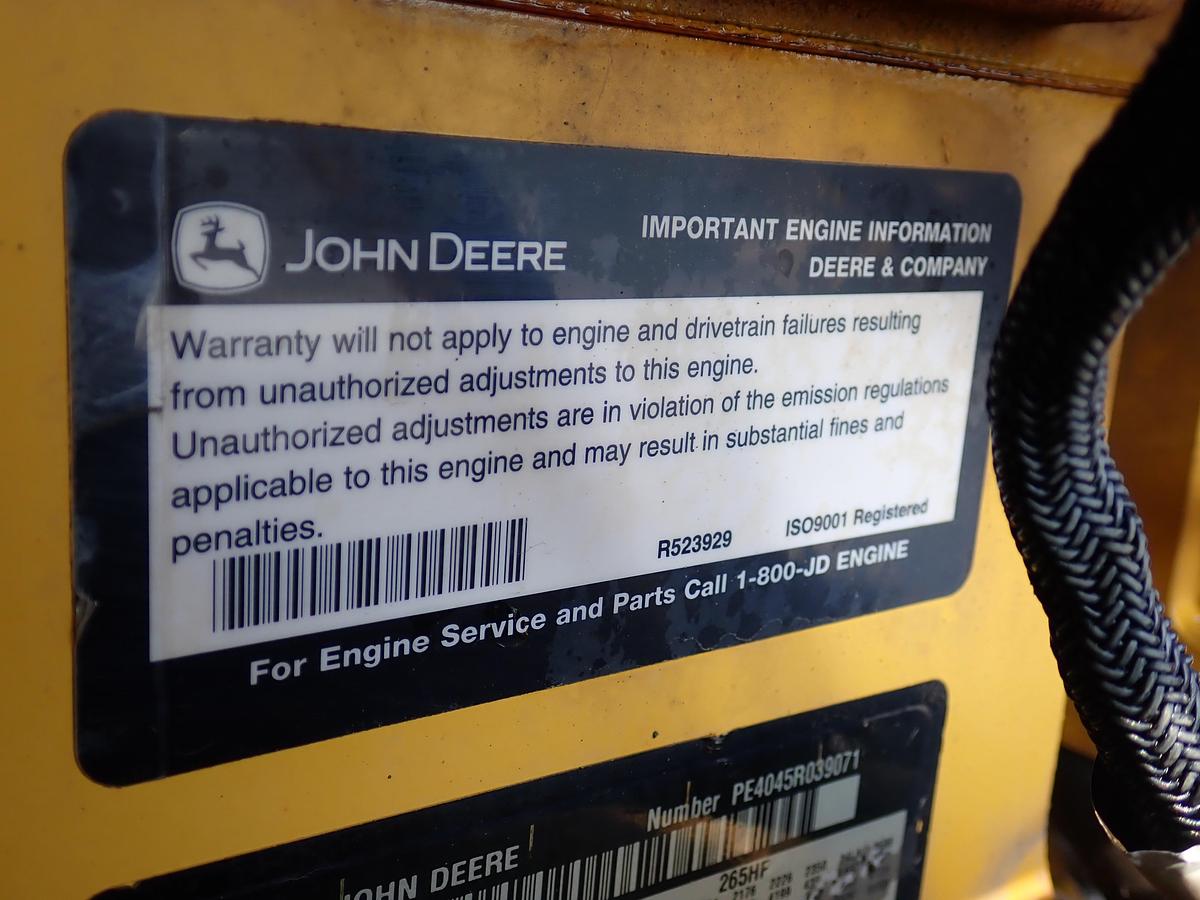 JOHN DEERE
IMPORTANT ENGINE INFORMATION
DEERE & COMPANY
Warranty will not apply to engine and drivetrain failures resulting
from unauthorized adjustments to this engine.
Unauthorized adjustments are in violation of the emission regulations
applicable to this engine and may result in substantial fines and
penalties.
R523929
ISO9001 Registered
For Engine Service and Parts Call 1-800-JD ENGINE
Number PE4045R039071
JOHN DEERE
265HF